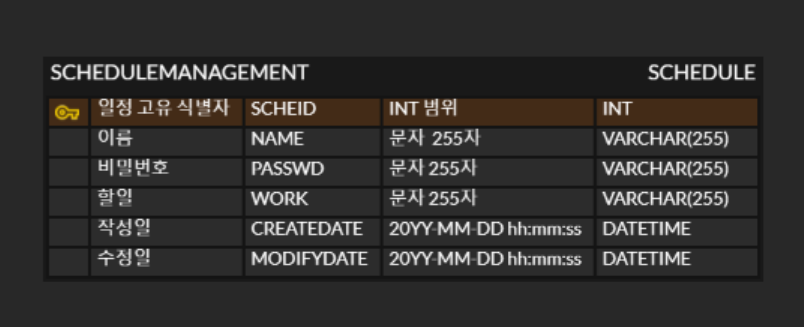 SCHEDULEMANAGEMENT SCHEDULE
일정 고유 식별자 SCHEID INT 범위 INT
이름 NAME 문자 255자 VARCHAR(255)
비밀번호 PASSWD 문자 255자 VARCHAR(255)
할일 WORK 문자 255자 VARCHAR(255)
작성일 CREATEDATE 20YY-MM-DD hh:mm:ss DATETIME
수정일 MODIFYDATE 20YY-MM-DD hh:mm:ss DATETIME